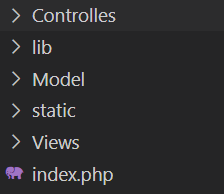 Controlles
lib
Model
static
Views
index.php